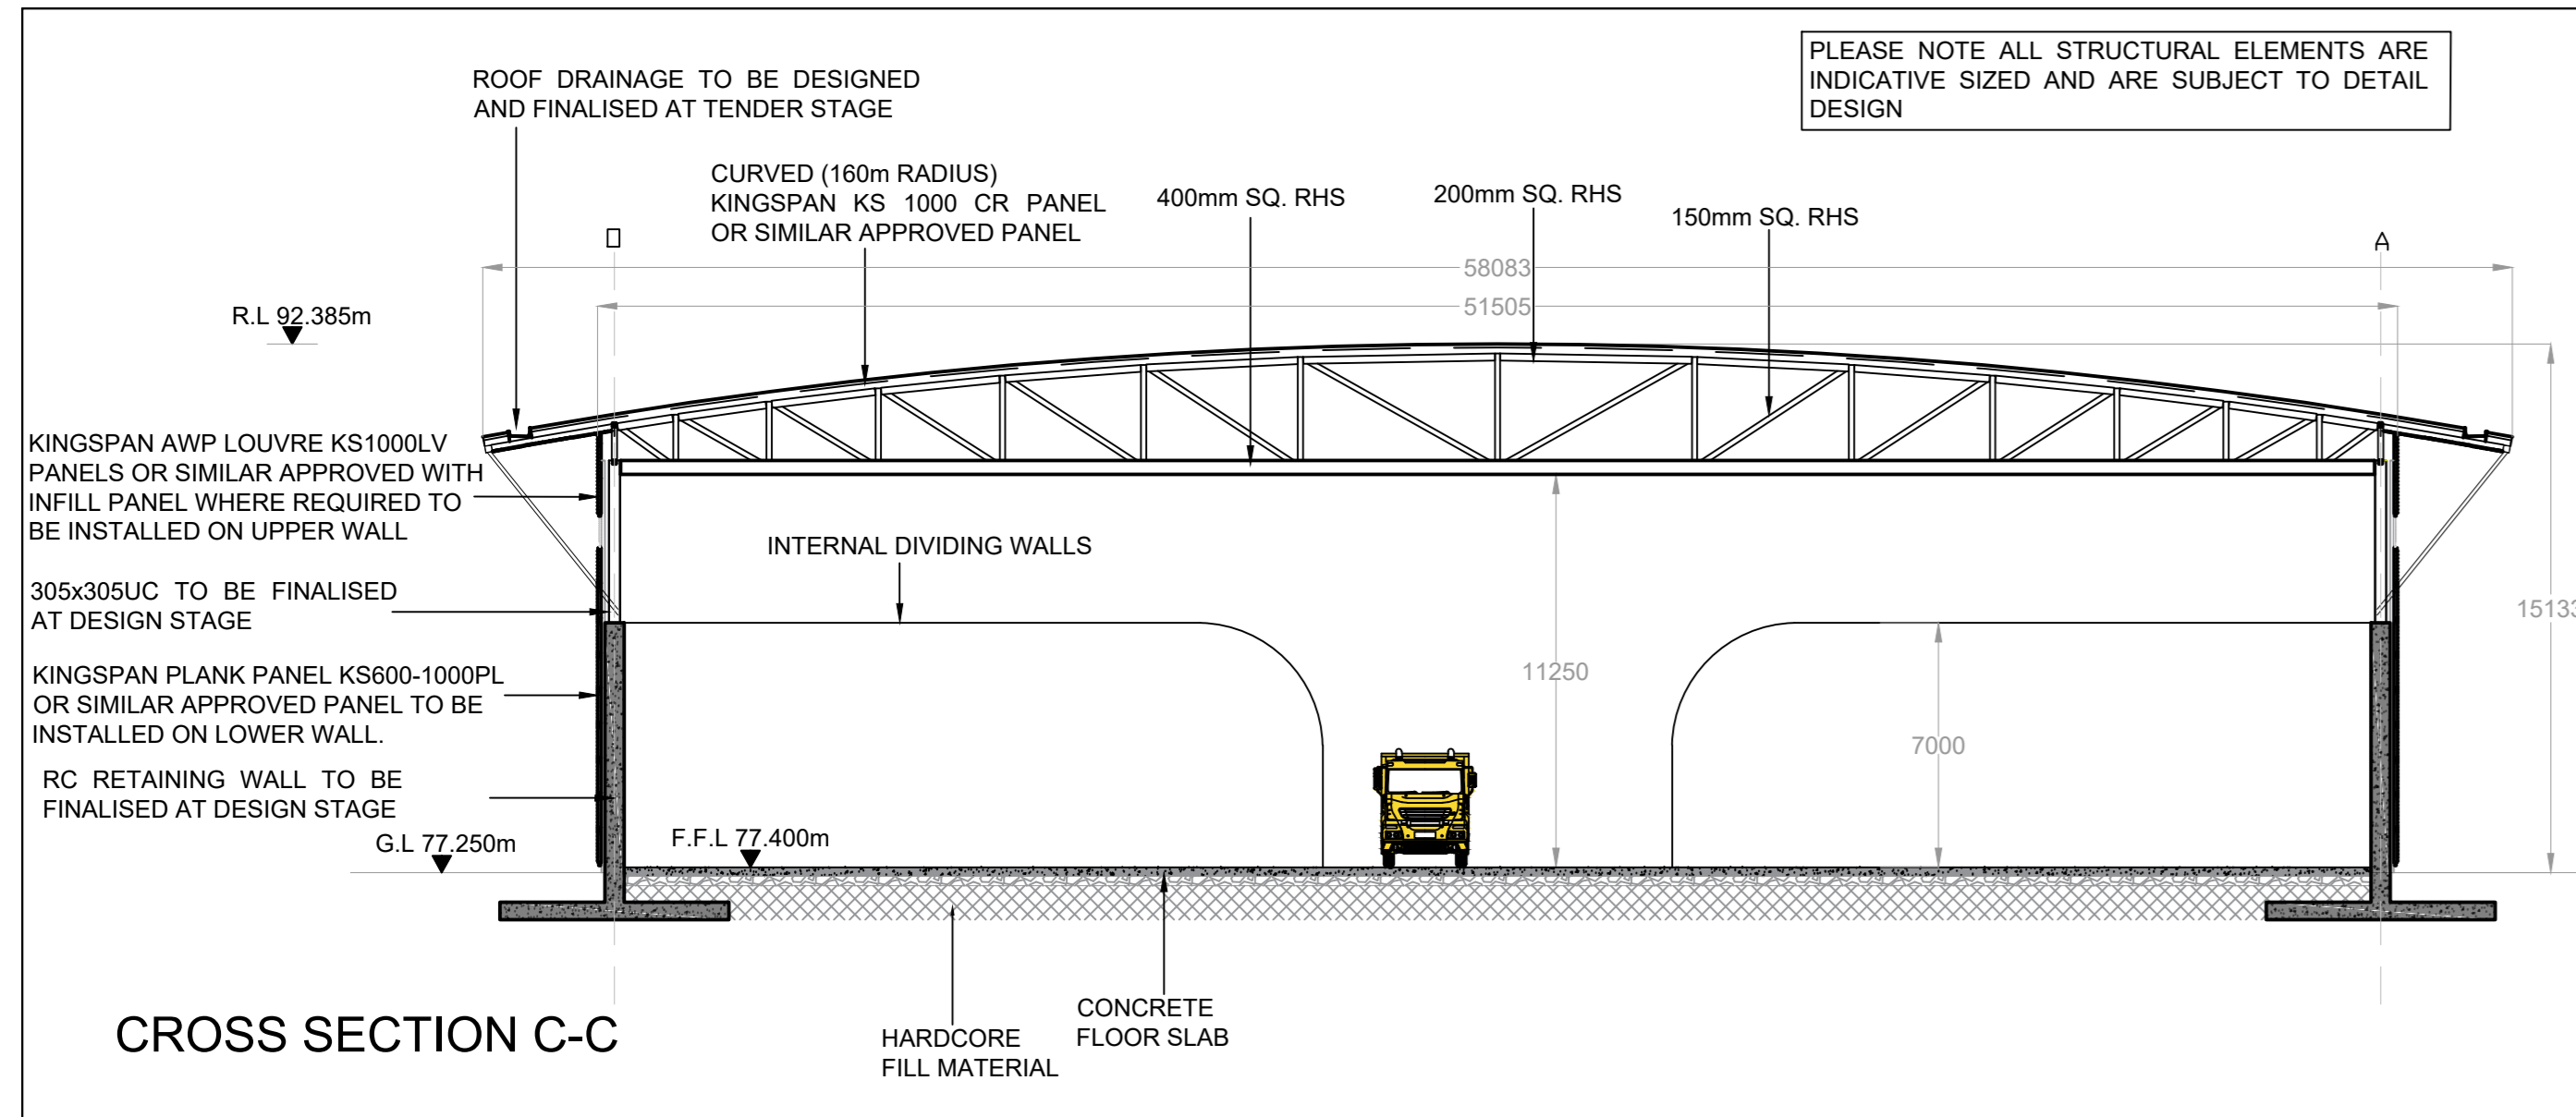 PLEASE NOTE ALL STRUCTURAL ELEMENTS ARE
INDICATIVE SIZED AND ARE SUBJECT TO DETAIL
DESIGN
ROOF DRAINAGE TO BE DESIGNED
AND FINALISED AT TENDER STAGE
CURVED (160m RADIUS)
KINGSPAN KS 1000 CR PANEL
OR SIMILAR APPROVED PANEL
400mm SQ. RHS
200mm SQ. RHS
150mm SQ. RHS
A
58083
51505
R.L 92.385m
KINGSPAN AWP LOUVRE KS1000LV
PANELS OR SIMILAR APPROVED WITH
INFILL PANEL WHERE REQUIRED TO
BE INSTALLED ON UPPER WALL
INTERNAL DIVIDING WALLS
305x305UC TO BE FINALISED
AT DESIGN STAGE
15133
11250
7000
KINGSPAN PLANK PANEL KS600-1000PL
OR SIMILAR APPROVED PANEL TO BE
INSTALLED ON LOWER WALL.
RC RETAINING WALL TO BE
FINALISED AT DESIGN STAGE
G.L 77.250m
F.F.L 77.400m
CROSS SECTION C-C
HARDCORE
FILL MATERIAL
CONCRETE
FLOOR SLAB